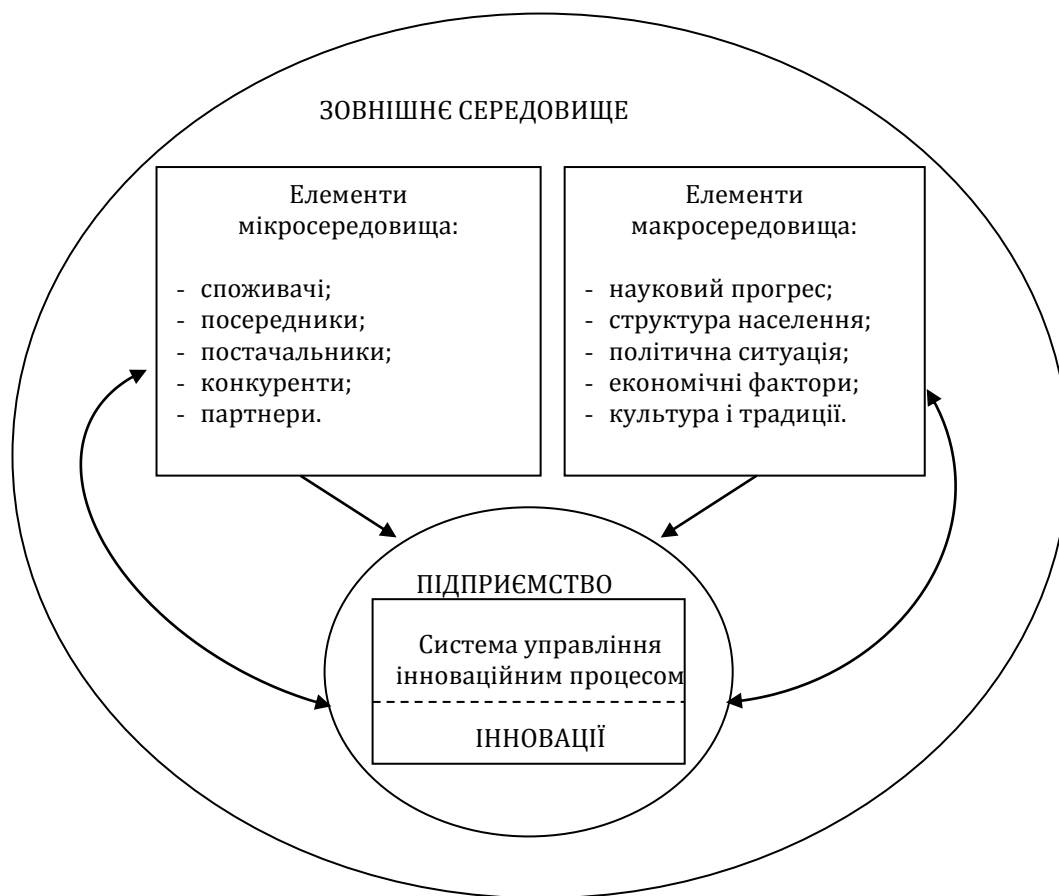 ЗОВНІШНЄ СЕРЕДОВИЩЕ
Елементи
мікросередовища:
- споживачі;
- посередники;
- постачальники;
- конкуренти;
- партнери.
Елементи
макросередовища:
- науковий прогрес;
- структура населення;
- політична ситуація;
- економічні фактори;
- культура і традиції.
ПІДПРИЄМСТВО
Система управління
інноваційним процесом
ІННОВАЦІЇ